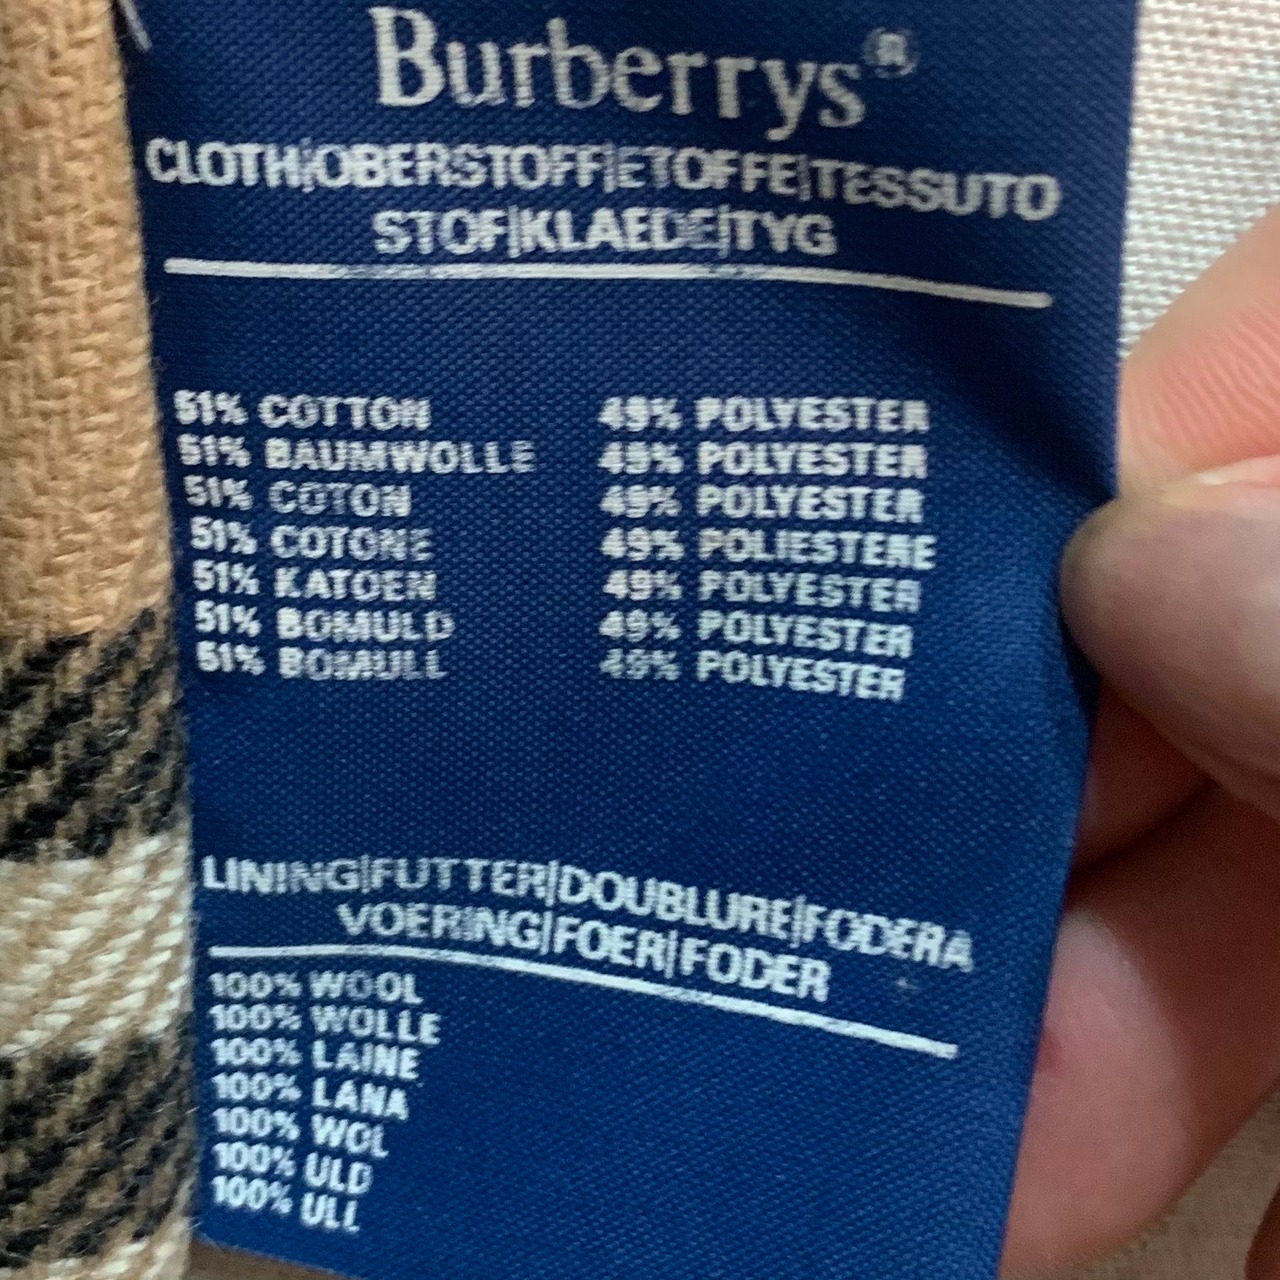 Burberrys®
CLOTH|OBERSTOFF|ETOFFE|TESSUTO
STOF|KLAEDE|TYG
51% COTTON 49% POLYESTER
51% BAUMWOLLE 49% POLYESTER
51% COTON 49% POLYESTER
51% COTONE 49% POLIESTERE
51% KATOEN 49% POLYESTER
51% BOMULD 49% POLYESTER
51% BOMULL 49% POLYESTER
LINING|FUTTER|DOUBLURE|FODERA
VOERING|FOER|FODER
100% WOOL
100% WOLLE
100% LAINE
100% LANA
100% WOL
100% ULD
100% ULL